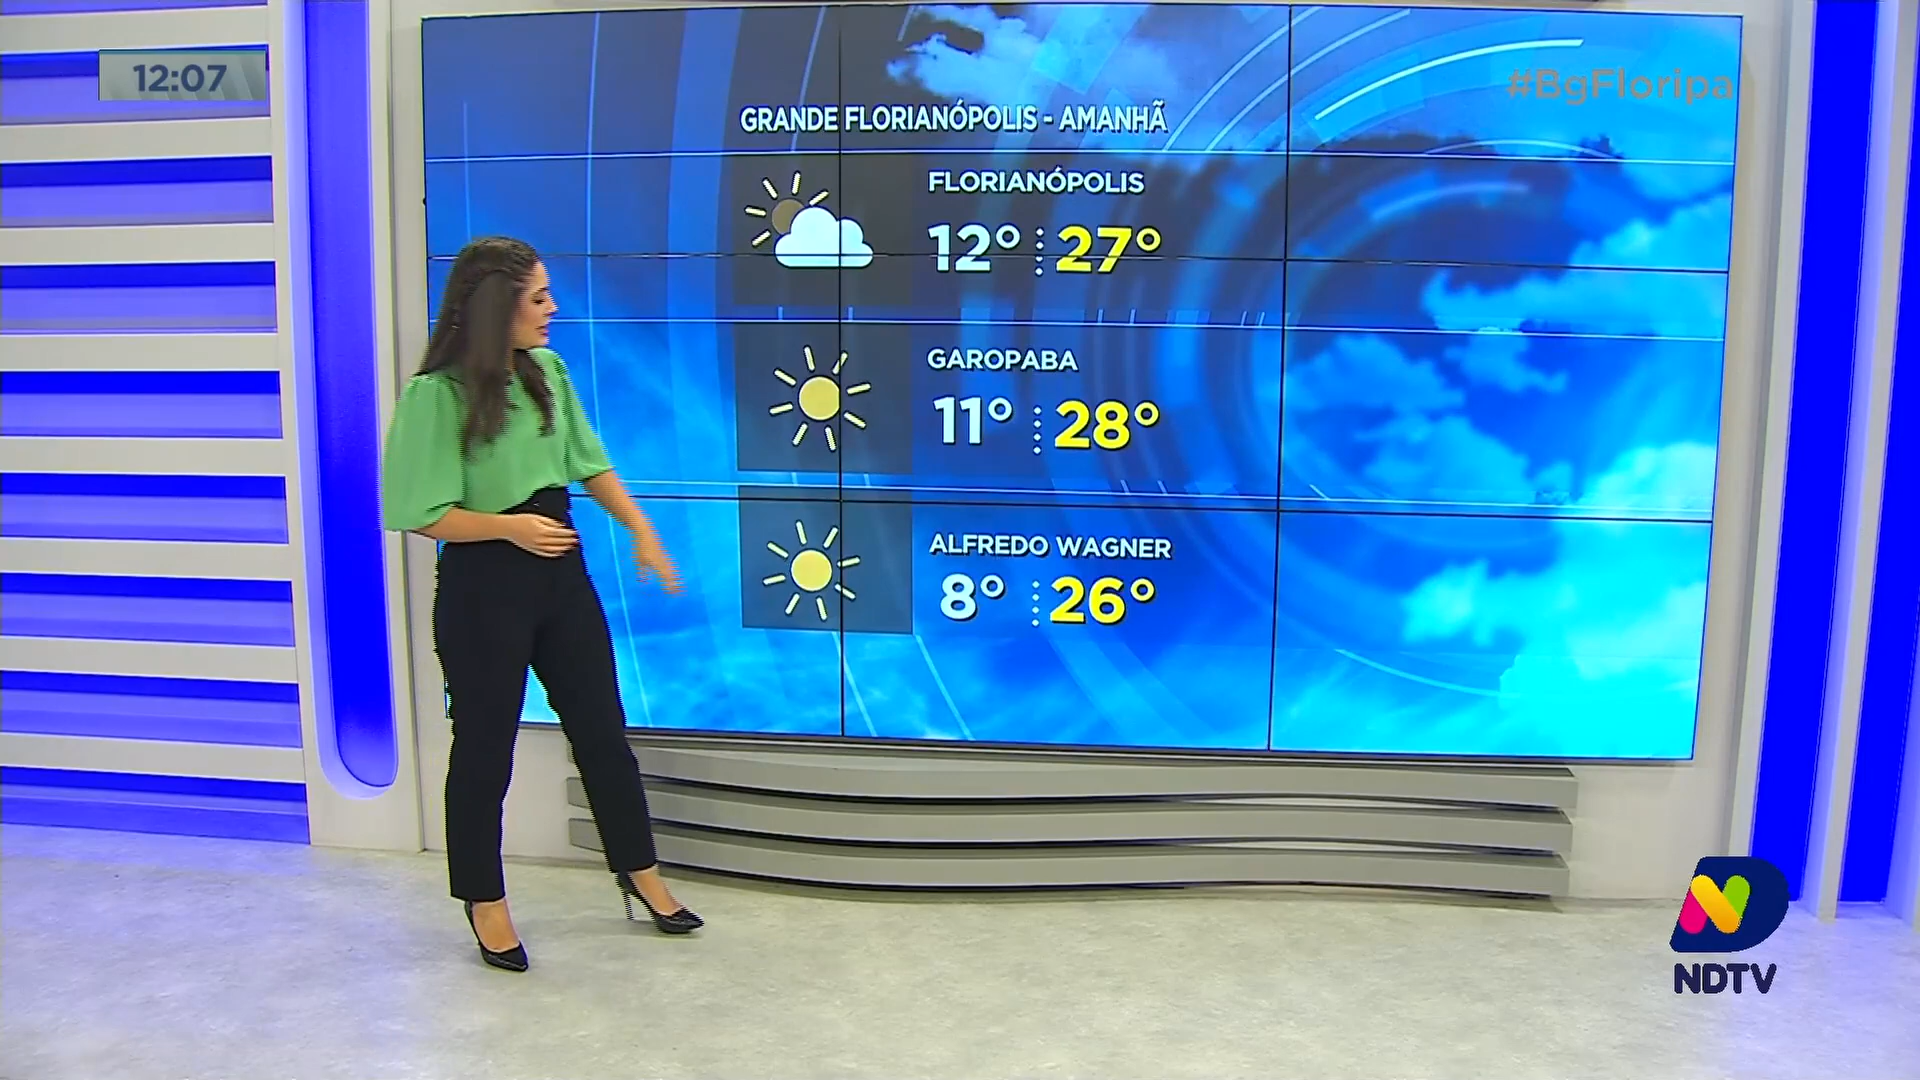 12:07
#BgFloripa
GRANDE FLORIANÓPOLIS - AMANHÃ
FLORIANÓPOLIS
12° 27°
GAROPABA
11° 28°
ALFREDO WAGNER
8° 26°
NDTV